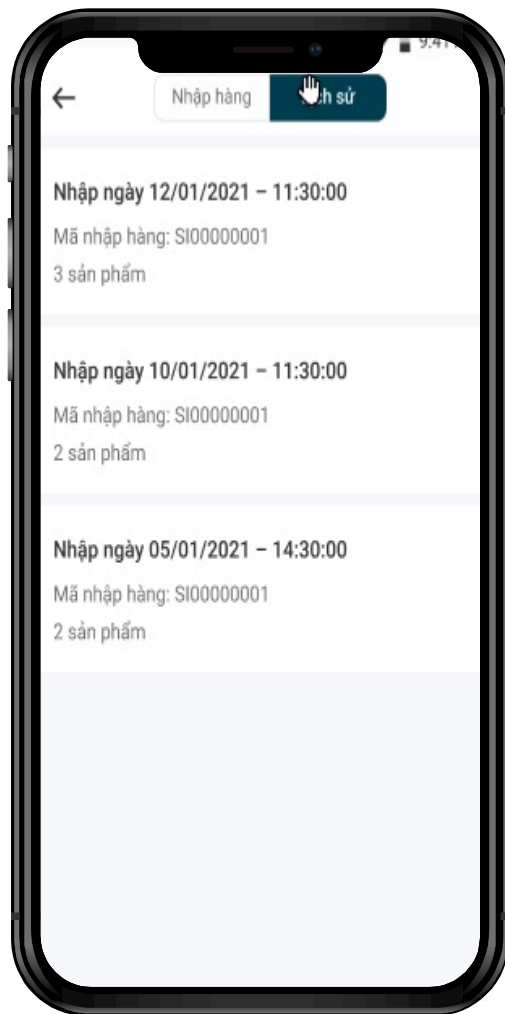 Nhập hàng
sử
Nhập ngày 12/01/2021 – 11:30:00
Mã nhập hàng: SI00000001
3 sản phẩm
Nhập ngày 10/01/2021 – 11:30:00
Mã nhập hàng: SI00000001
2 sản phẩm
Nhập ngày 05/01/2021 – 14:30:00
Mã nhập hàng: SI00000001
2 sản phẩm